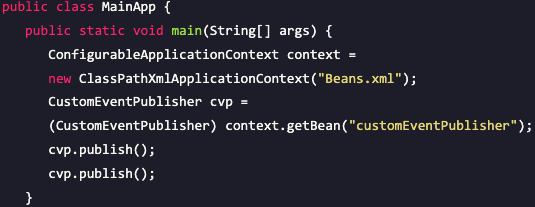 public class MainApp {
public static void main(String[] args) {
ConfigurableApplicationContext context =
new ClassPathXmlApplicationContext("Beans.xml");
CustomEventPublisher cvp =
(CustomEventPublisher) context.getBean("customEventPublisher");
cvp.publish();
cvp.publish();
}